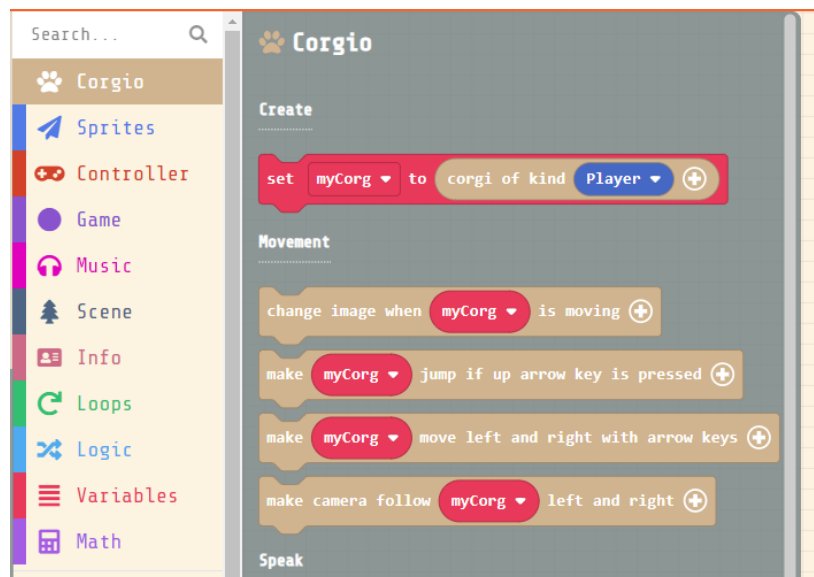 Search...
Corgio
Sprites
Controller
Game
Music
Scene
Info
Loops
Logic
Variables
Math
Corgio
Create
set myCorg to corgi of kind Player
Movement
change image when myCorg is moving
make myCorg jump if up arrow key is pressed
make myCorg move left and right with arrow keys
make camera follow myCorg left and right
Speak